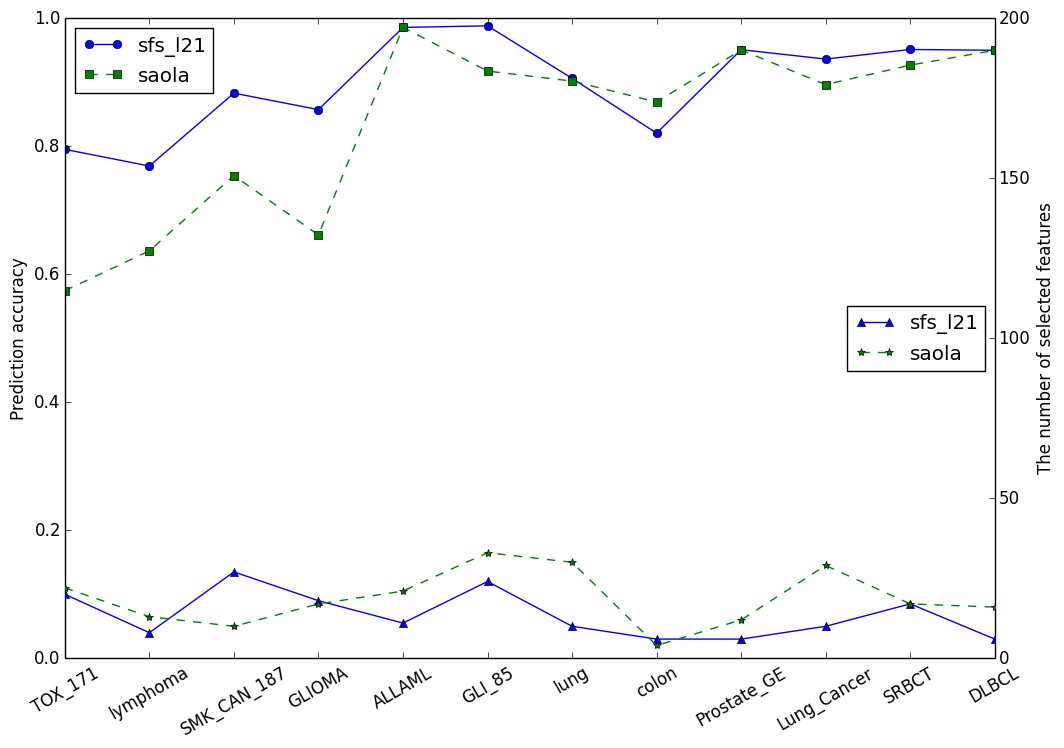 1.0
0.8
0.6
0.4
0.2
0.0
Prediction accuracy
sfs_l21
saola
200
150
100
50
0
The number of selected features
sfs_l21
saola
TOX_171
lymphoma
SMK_CAN_187
GLIOMA
ALLAML
GLI_85
lung
colon
Prostate_GE
Lung_Cancer
SRBCT
DLBCL